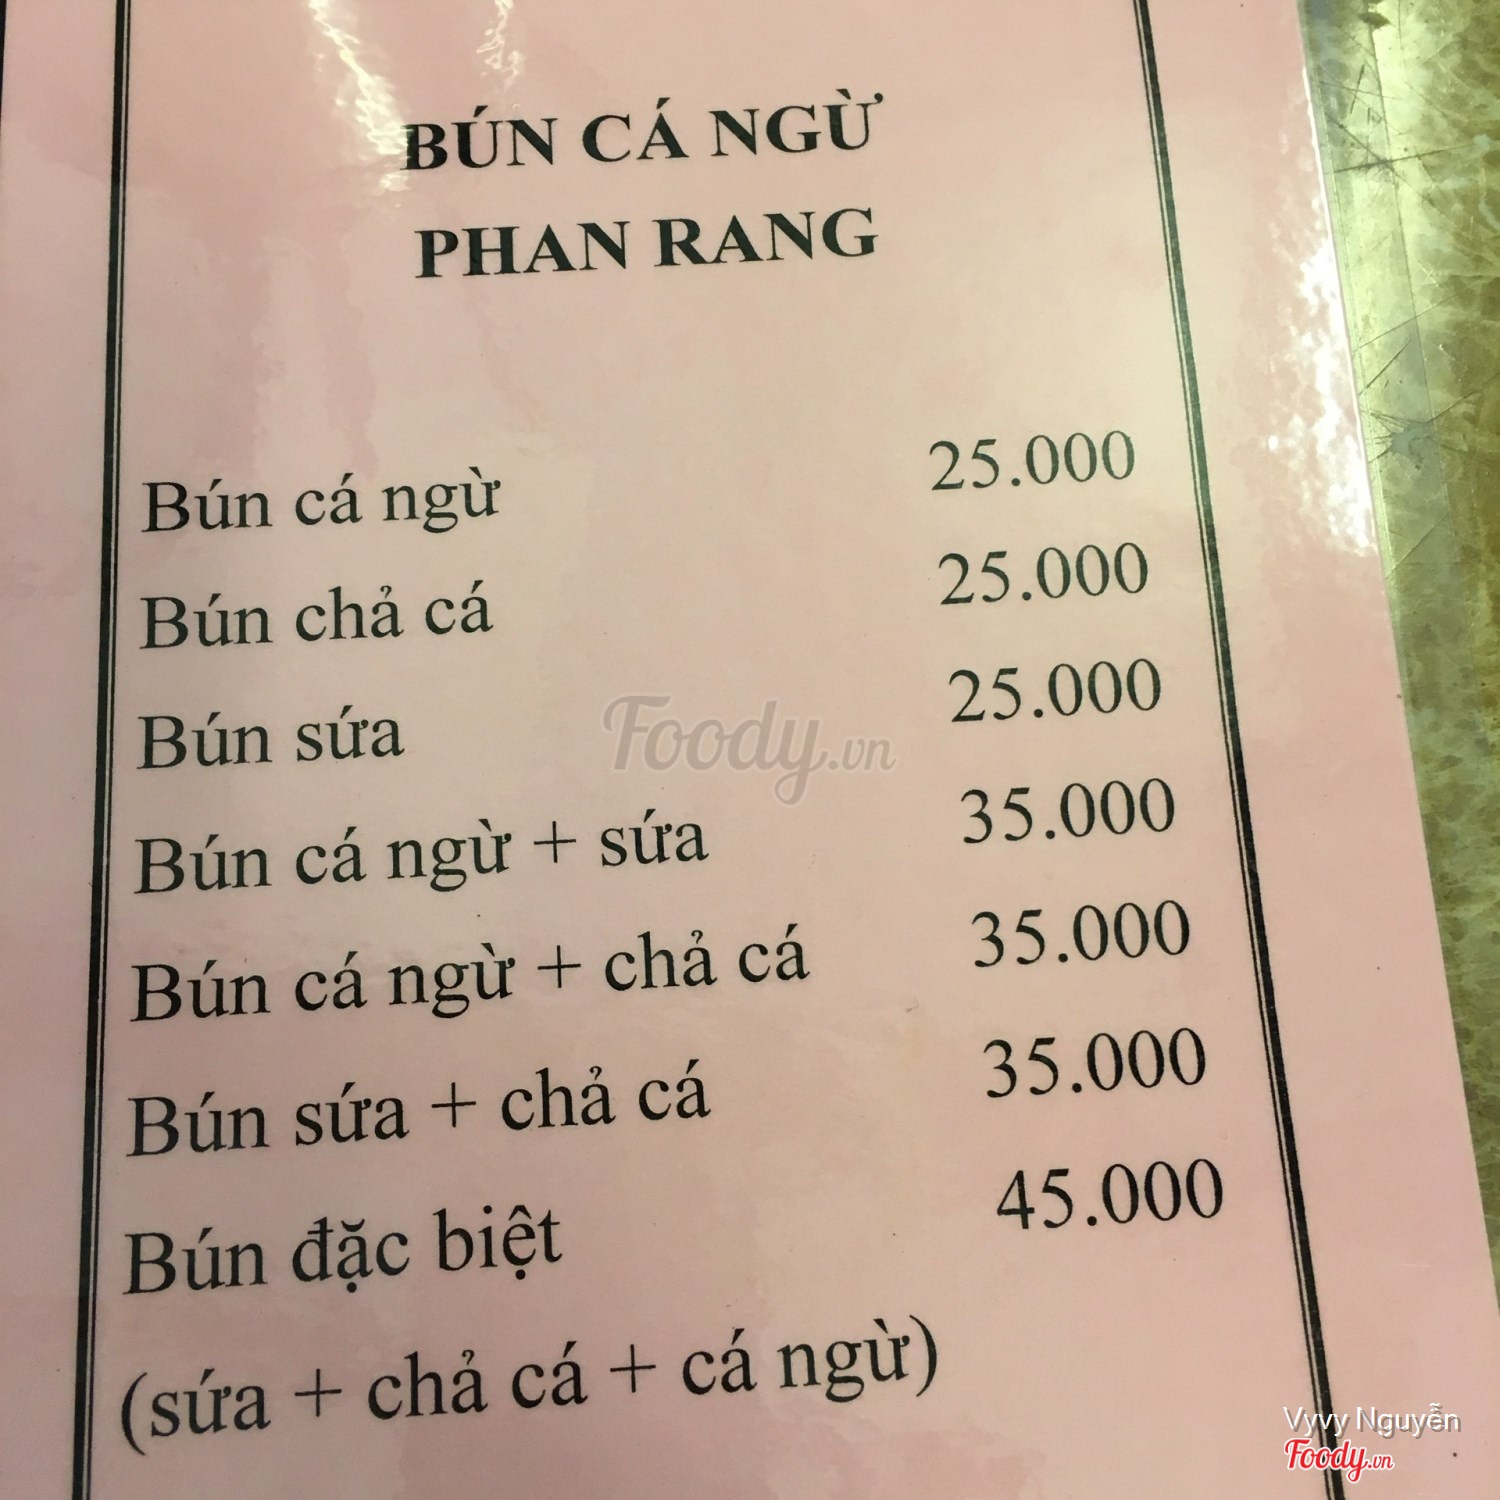 BÚN CÁ NGỪ
PHAN RANG
Bún cá ngừ 25.000
Bún chả cá 25.000
Bún sứa 25.000
Bún cá ngừ + sứa 35.000
Bún cá ngừ + chả cá 35.000
Bún sứa + chả cá 35.000
Bún đặc biệt 45.000
(sứa + chả cá + cá ngừ)
Foody.vn
Vyvy Nguyễn
Foody.vn